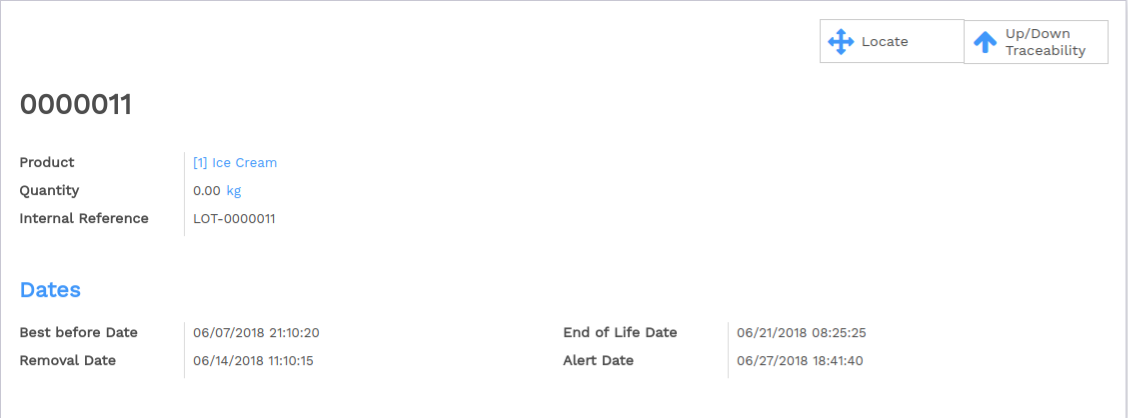 Locate
Up/Down
Traceability
0000011
Product [1] Ice Cream
Quantity 0.00 kg
Internal Reference LOT-0000011
Dates
Best before Date 06/07/2018 21:10:20 End of Life Date 06/21/2018 08:25:25
Removal Date 06/14/2018 11:10:15 Alert Date 06/27/2018 18:41:40